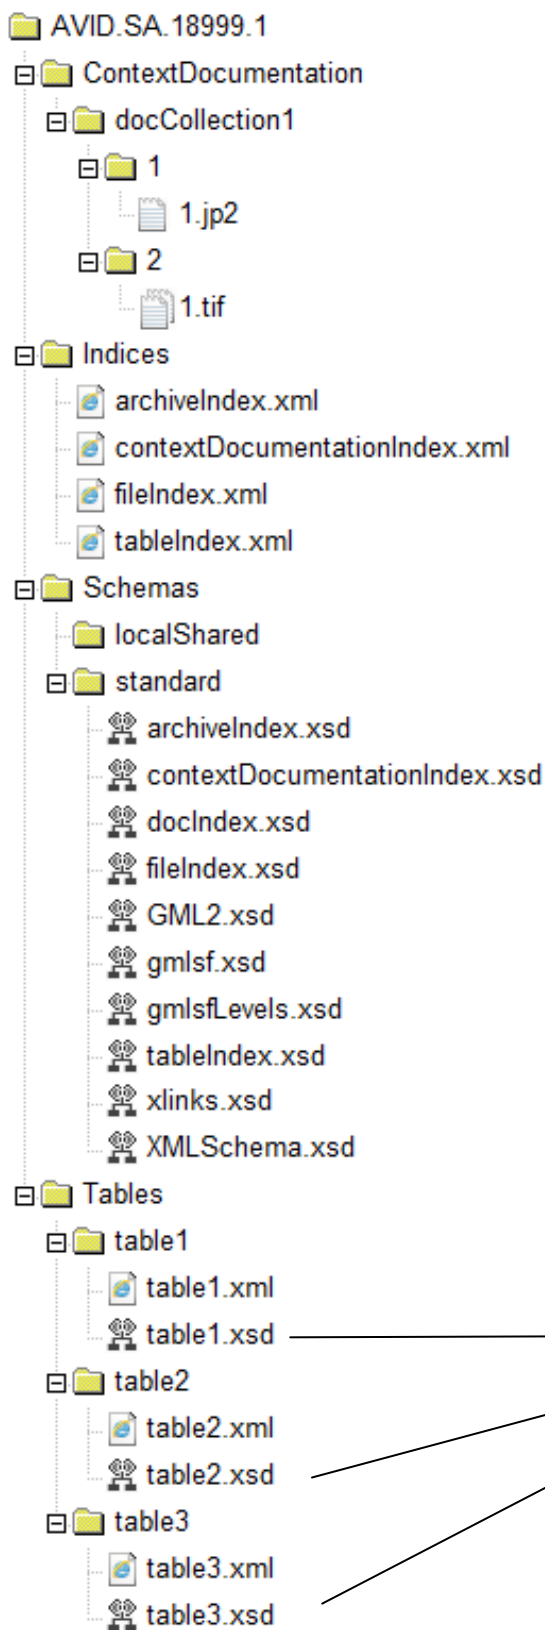 AVID.SA.18999.1
ContextDocumentation
docCollection1
1
1.jp2
2
1.tif
Indices
archiveIndex.xml
contextDocumentationIndex.xml
fileIndex.xml
tableIndex.xml
Schemas
localShared
standard
archiveIndex.xsd
contextDocumentationIndex.xsd
docIndex.xsd
fileIndex.xsd
GML2.xsd
gmlsf.xsd
gmlsfLevels.xsd
tableIndex.xsd
xlinks.xsd
XMLSchema.xsd
Tables
table1
table1.xml
table1.xsd
table2
table2.xml
table2.xsd
table3
table3.xml
table3.xsd